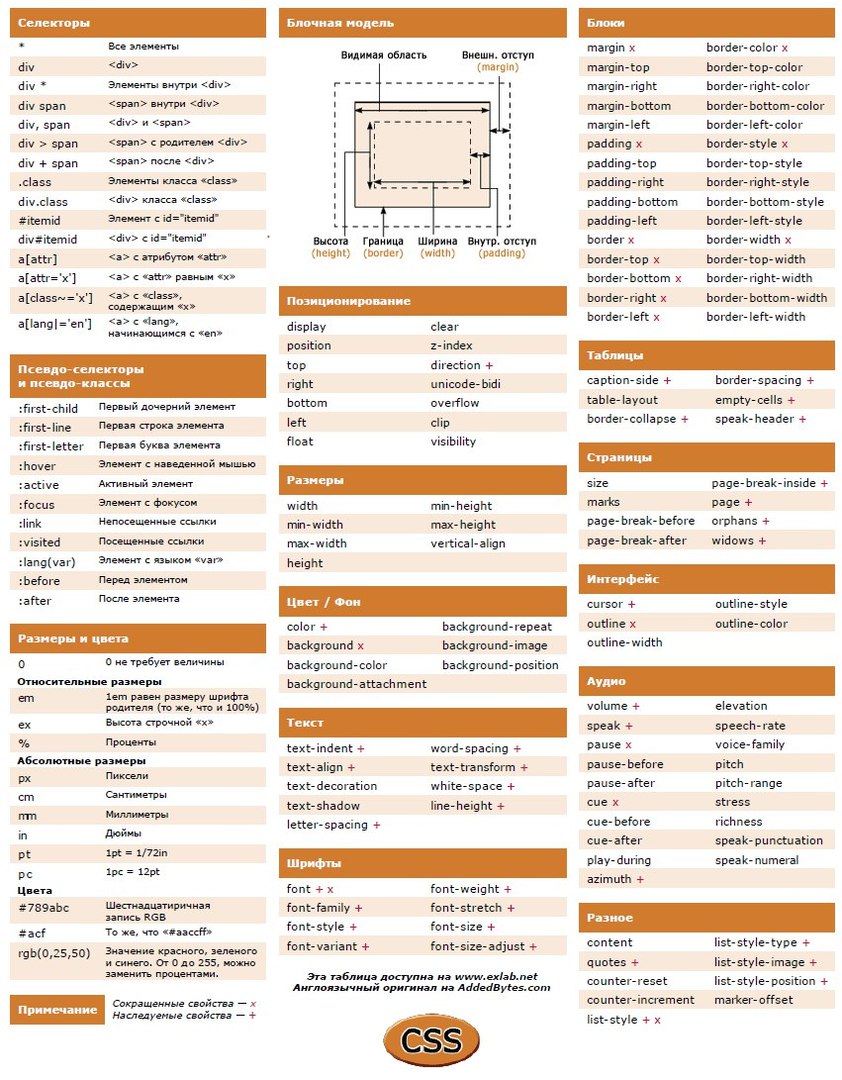 Селекторы
* Все элементы
div <div>
div * Элементы внутри <div>
div span <span> внутри <div>
div, span <div> и <span>
div > span <span> с родителем <div>
div + span <span> после <div>
.class Элементы класса «class»
div.class <div> класса «class»
#itemid Элемент с id="itemid"
div#itemid <div> с id="itemid"
a[attr] <a> с атрибутом «attr»
a[attr='x'] <a> с «attr» равным «x»
a[class~='x'] <a> с «class»,
содержащим «x»
a[lang|='en'] <a> с «lang»,
начинающимся с «en»
Псевдо-селекторы
и псевдо-классы
:first-child Первый дочерний элемент
:first-line Первая строка элемента
:first-letter Первая буква элемента
:hover Элемент с наведенной мышью
:active Активный элемент
:focus Элемент с фокусом
:link Непосещенные ссылки
:visited Посещенные ссылки
:lang(var) Элемент с языком «var»
:before Перед элементом
:after После элемента
Размеры и цвета
0 0 не требует величины
Относительные размеры
em 1em равен размеру шрифта
родителя (то же, что и 100%)
ex Высота строчной «x»
% Проценты
Абсолютные размеры
px Пиксели
cm Сантиметры
mm Миллиметры
in Дюймы
pt 1pt = 1/72in
pc 1pc = 12pt
Цвета
#789abc Шестнадцатиричная
запись RGB
#acf То же, что «#aaccff»
rgb(0,25,50) Значение красного, зеленого
и синего. От 0 до 255, можно
заменить процентами.
Примечание
Сокращенные свойства — x
Наследуемые свойства — +
Блочная модель
Видимая область Внешн. отступ
(margin)
Высота Граница Ширина Внутр. отступ
(height) (border) (width) (padding)
Позиционирование
display clear
position z-index
top direction +
right unicode-bidi
bottom overflow
left clip
float visibility
Размеры
width min-height
min-width max-height
max-width vertical-align
height
Цвет / Фон
color + background-repeat
background x background-image
background-color background-position
background-attachment
Текст
text-indent + word-spacing +
text-align + text-transform +
text-decoration white-space +
text-shadow line-height +
letter-spacing +
Шрифты
font + x font-weight +
font-family + font-stretch +
font-style + font-size +
font-variant + font-size-adjust +
Эта таблица доступна на www.exlab.net
Англоязычный оригинал на AddedBytes.com
CSS
Блоки
margin x border-color x
margin-top border-top-color
margin-right border-right-color
margin-bottom border-bottom-color
margin-left border-left-color
padding x border-style x
padding-top border-top-style
padding-right border-right-style
padding-bottom border-bottom-style
padding-left border-left-style
border x border-width x
border-top x border-top-width
border-bottom x border-right-width
border-right x border-bottom-width
border-left x border-left-width
Таблицы
caption-side + border-spacing +
table-layout empty-cells +
border-collapse + speak-header +
Страницы
size page-break-inside +
marks page +
page-break-before orphans +
page-break-after widows +
Интерфейс
cursor + outline-style
outline x outline-color
outline-width
Аудио
volume + elevation
speak + speech-rate
pause x voice-family
pause-before pitch
pause-after pitch-range
cue x stress
cue-before richness
cue-after speak-punctuation
play-during speak-numeral
azimuth +
Разное
content list-style-type +
quotes + list-style-image +
counter-reset list-style-position +
counter-increment marker-offset
list-style + x